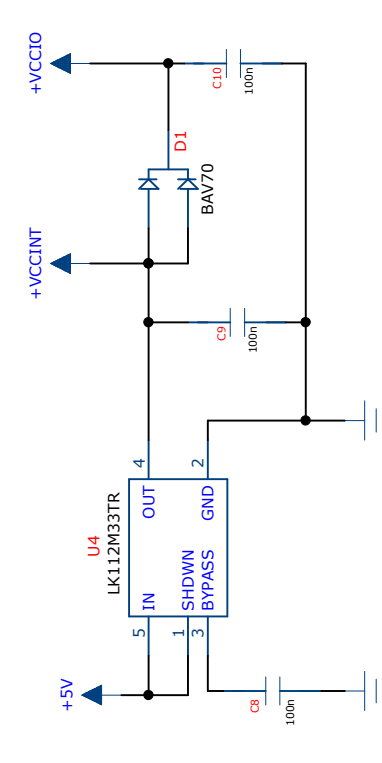 +5V
U4
LK112M33TR
5
IN
OUT
4
1
SHDWN
3
BYPASS
GND
2
C8
100n
+VCCINT
C9
100n
+VCCIO
D1
BAV70
C10
100n